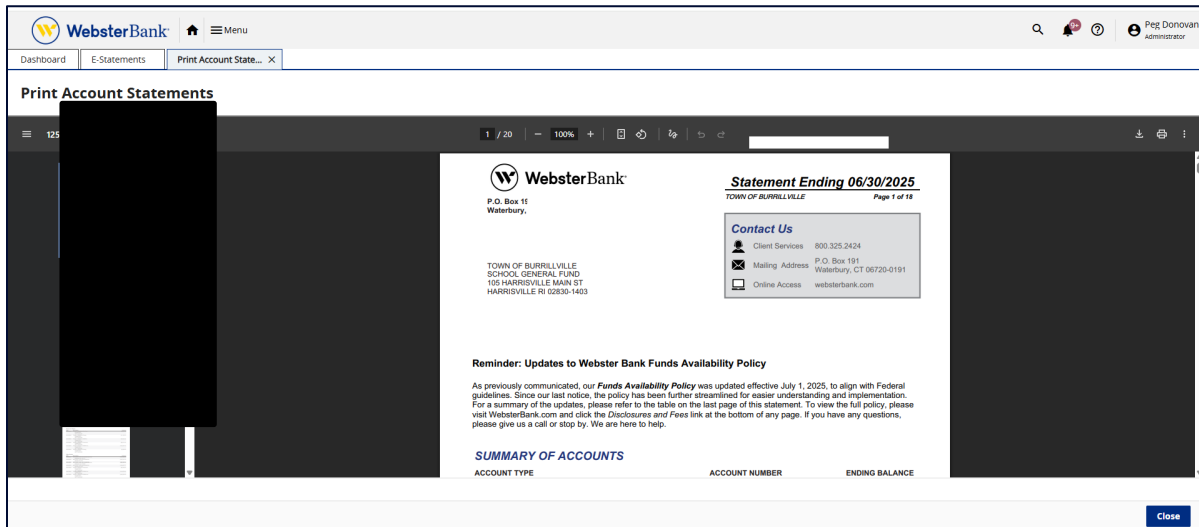 WebsterBank
Menu
9+
Peg Donovan
Administrator
Dashboard
E-Statements
Print Account State...
Print Account Statements
125
1 / 20
100%
WebsterBank
P.O. Box 19
Waterbury,
Statement Ending 06/30/2025
TOWN OF BURRILLVILLE Page 1 of 18
Contact Us
Client Services 800.325.2424
Mailing Address P.O. Box 191
Waterbury, CT 06720-0191
Online Access websterbank.com
TOWN OF BURRILLVILLE
SCHOOL GENERAL FUND
105 HARRISVILLE MAIN ST
HARRISVILLE RI 02830-1403
Reminder: Updates to Webster Bank Funds Availability Policy
As previously communicated, our Funds Availability Policy was updated effective July 1, 2025, to align with Federal
guidelines. Since our last notice, the policy has been further streamlined for easier understanding and implementation.
For a summary of the updates, please refer to the table on the last page of this statement. To view the full policy, please
visit WebsterBank.com and click the Disclosures and Fees link at the bottom of any page. If you have any questions,
please give us a call or stop by. We are here to help.
SUMMARY OF ACCOUNTS
ACCOUNT TYPE ACCOUNT NUMBER ENDING BALANCE
Close